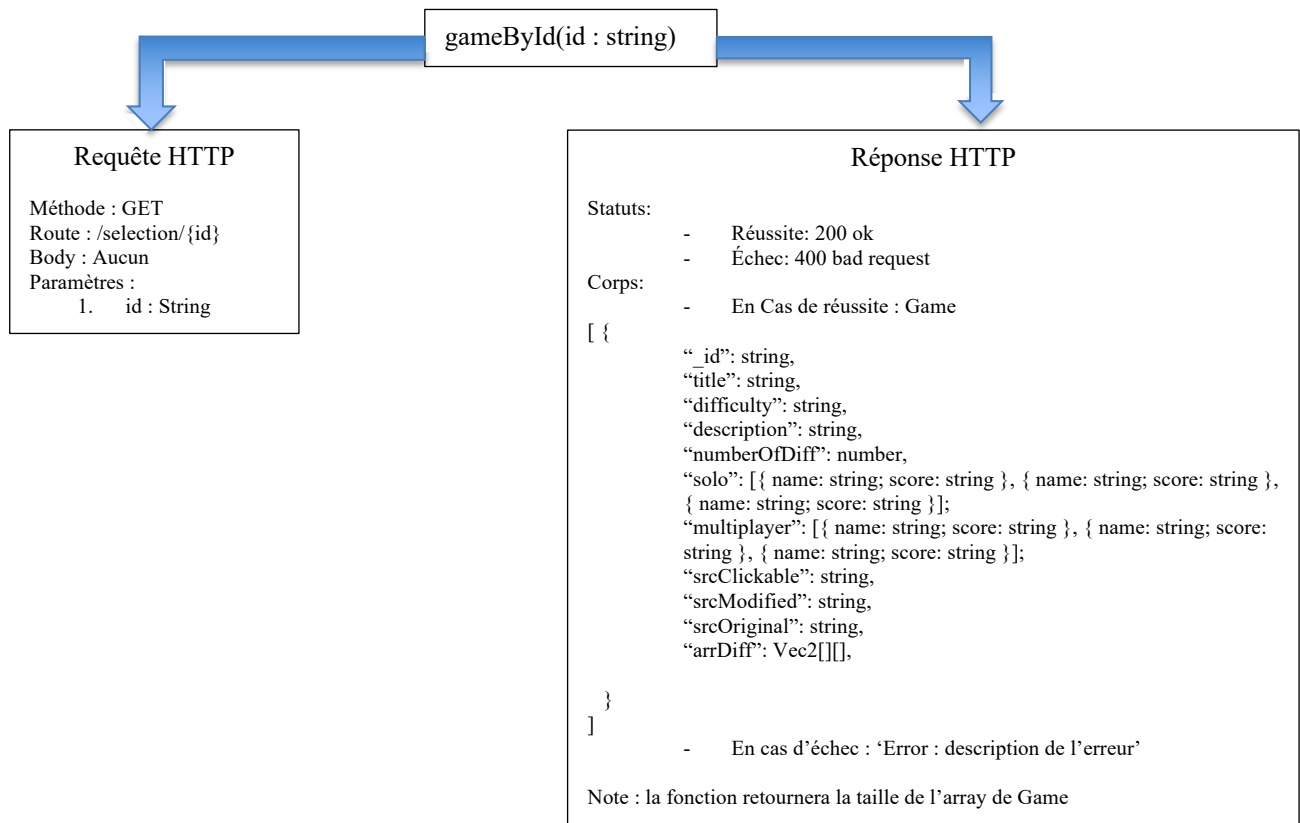 gameById(id : string)
Requête HTTP
Méthode : GET
Route : /selection/{id}
Body : Aucun
Paramètres :
1. id : String
Réponse HTTP
Statuts:
- Réussite: 200 ok
- Échec: 400 bad request
Corps:
- En Cas de réussite : Game
[ {
“_id”: string,
“title”: string,
“difficulty”: string,
“description”: string,
“numberOfDiff”: number,
“solo”: [{ name: string; score: string }, { name: string; score: string },
{ name: string; score: string }];
“multiplayer”: [{ name: string; score: string }, { name: string; score:
string }, { name: string; score: string }];
“srcClickable”: string,
“srcModified”: string,
“srcOriginal”: string,
“arrDiff”: Vec2[][],
}
]
- En cas d’échec : ‘Error : description de l’erreur’
Note : la fonction retournera la taille de l’array de Game